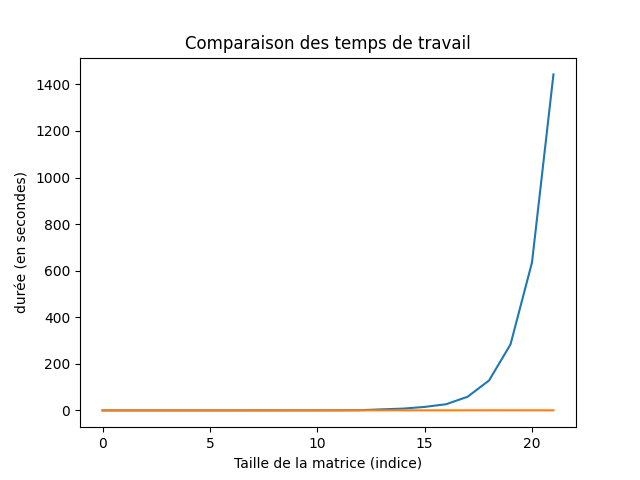 Comparaison des temps de travail
1400
1200
1000
800
600
400
200
0
durée (en secondes)
0 5 10 15 20
Taille de la matrice (indice)